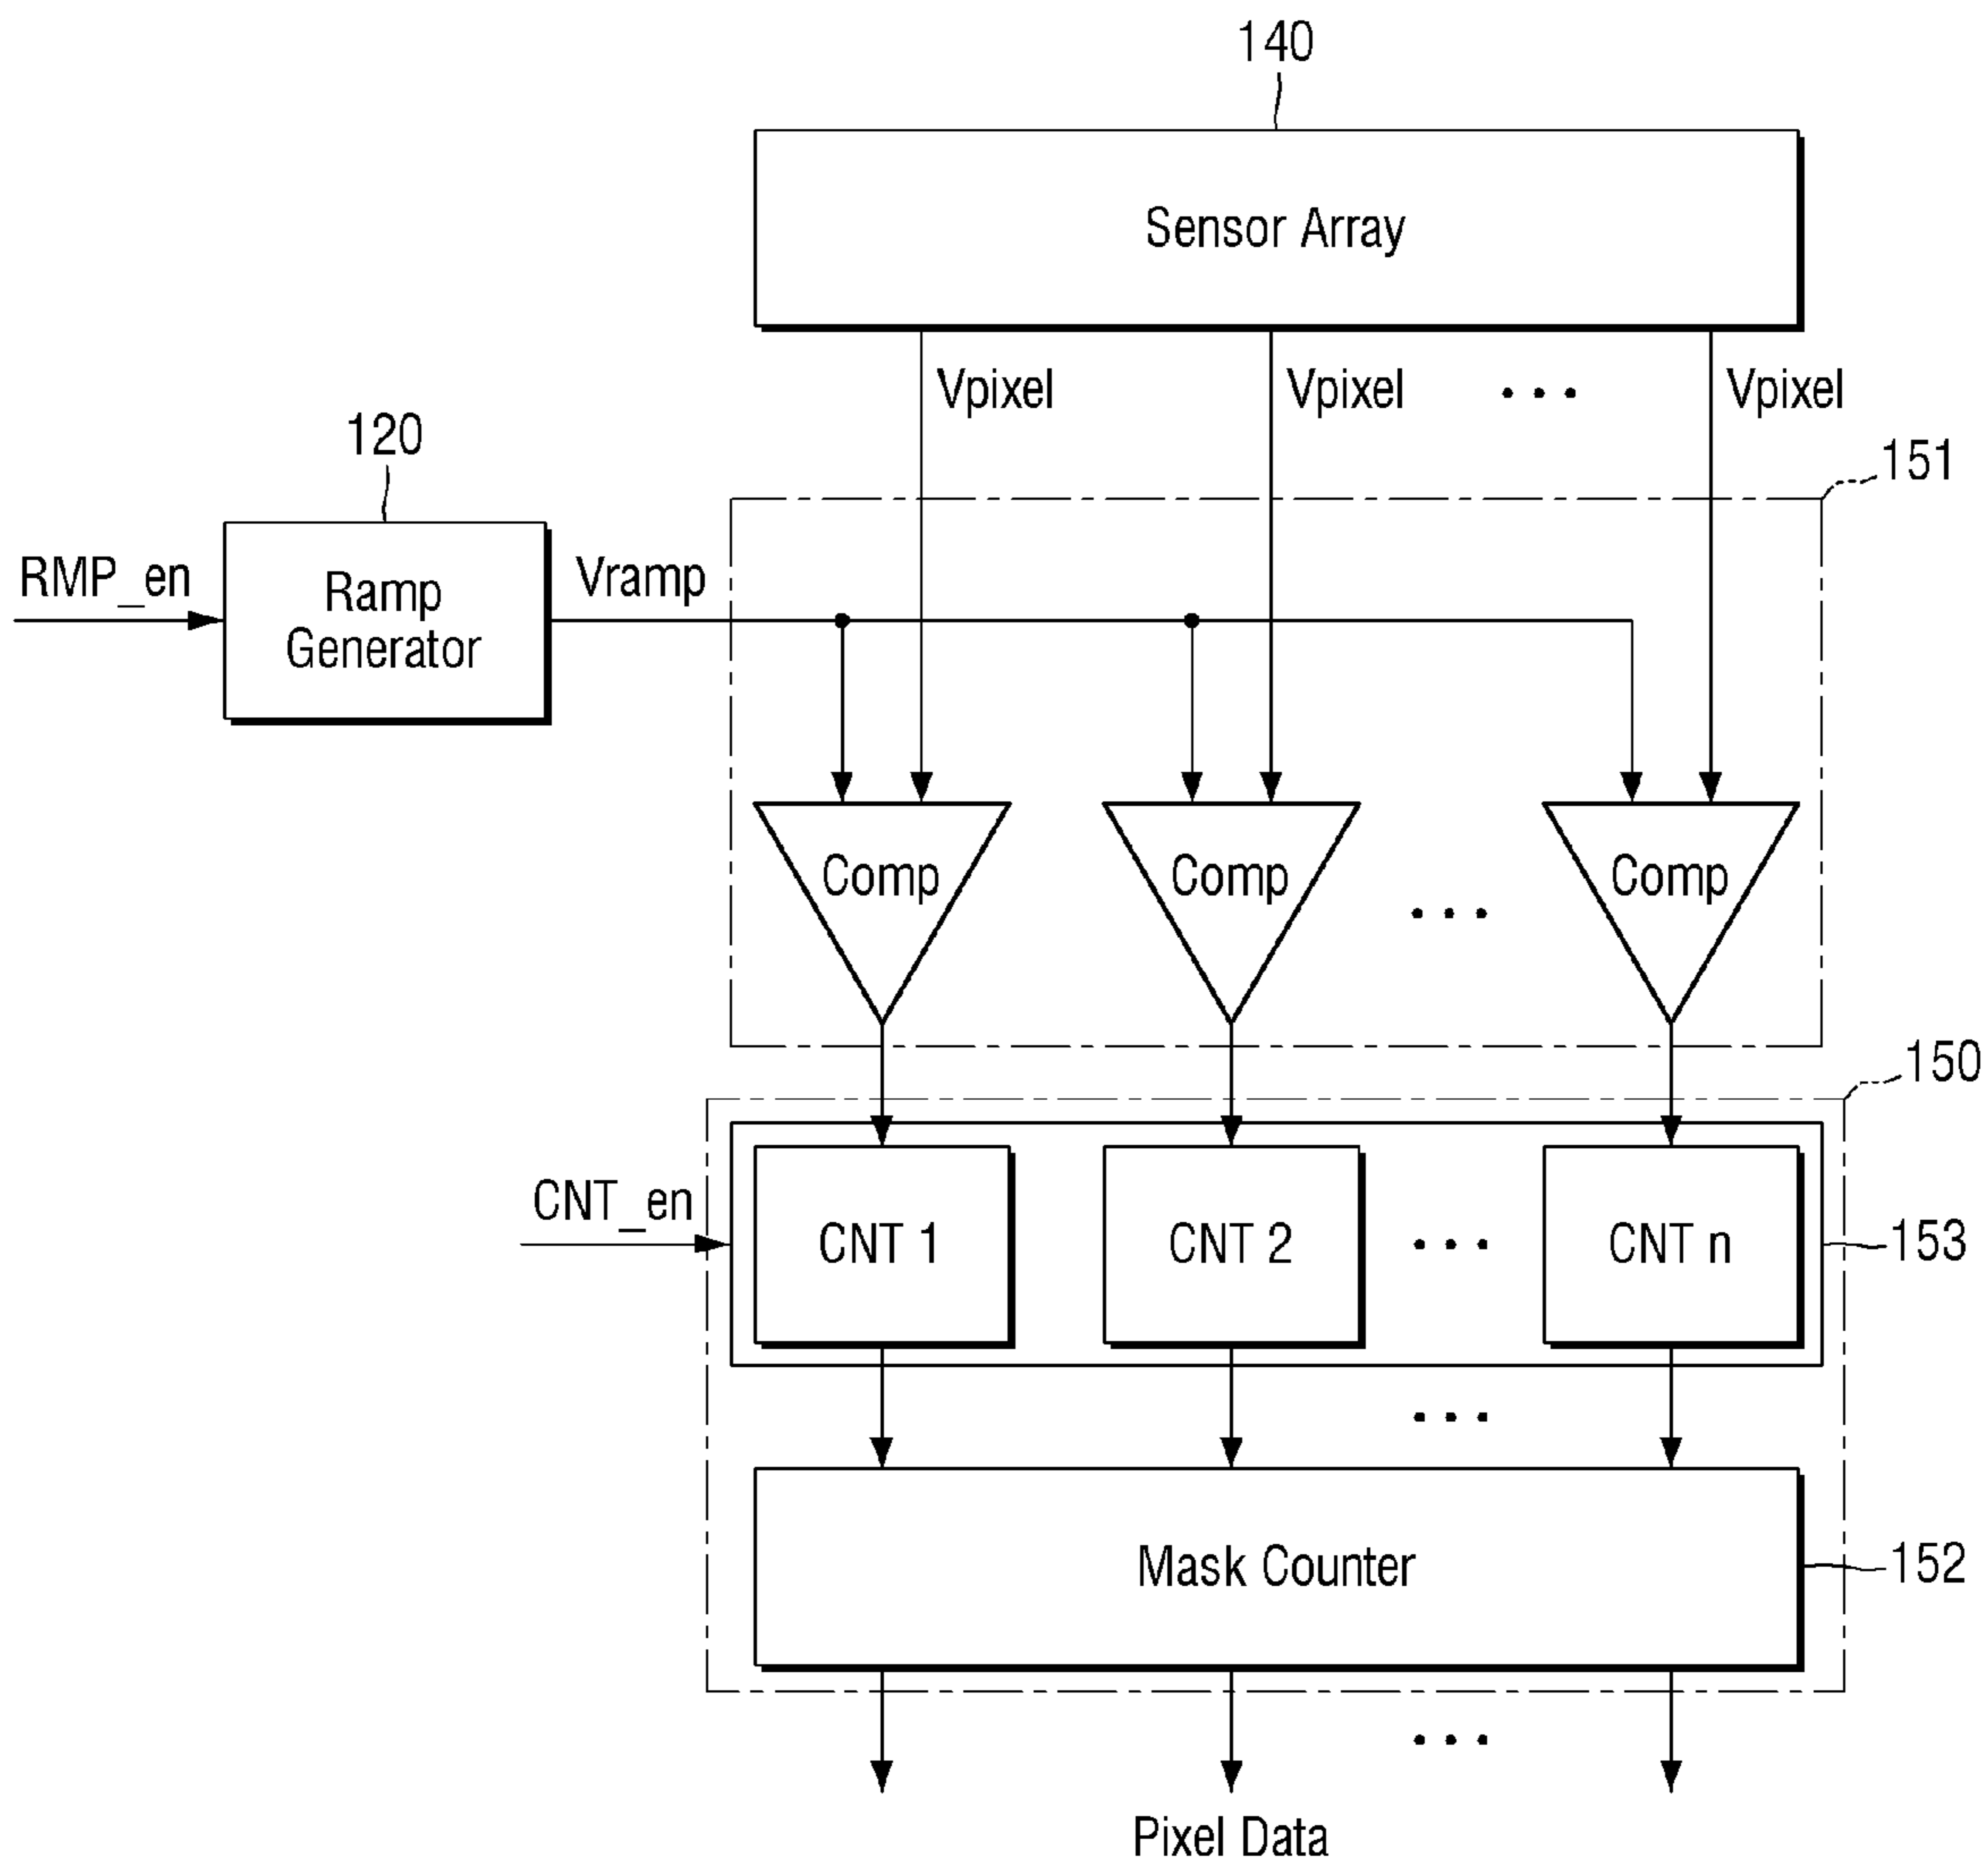 140
Sensor Array
Vpixel Vpixel ... Vpixel
120
151
RMP_en
Ramp
Generator
Vramp
Comp Comp ... Comp
150
CNT_en
CNT 1 CNT 2 ... CNT n
153
...
Mask Counter
152
...
Pixel Data